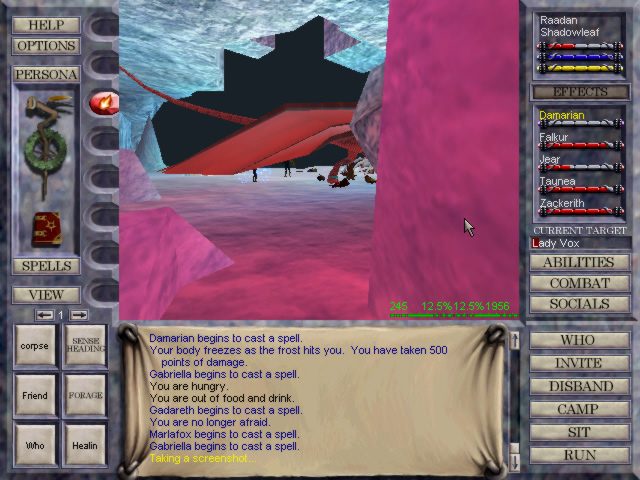 HELP
OPTIONS
PERSONA
SPELLS
VIEW
1
corpse
SENSE
HEADING
Friend
FORAGE
Who
Healin
245 12.5% 12.5% 1956
Damarian begins to cast a spell.
Your body freezes as the frost hits you. You have taken 500
points of damage.
Gabriella begins to cast a spell.
You are hungry.
You are out of food and drink.
Gadareth begins to cast a spell.
You are no longer afraid.
Marlafox begins to cast a spell.
Gabriella begins to cast a spell.
Taking a screenshot...
Raadan
Shadowleaf
EFFECTS
Damarian
Falkur
Jear
Taunea
Zackerith
CURRENT TARGET
Lady Vox
ABILITIES
COMBAT
SOCIALS
WHO
INVITE
DISBAND
CAMP
SIT
RUN